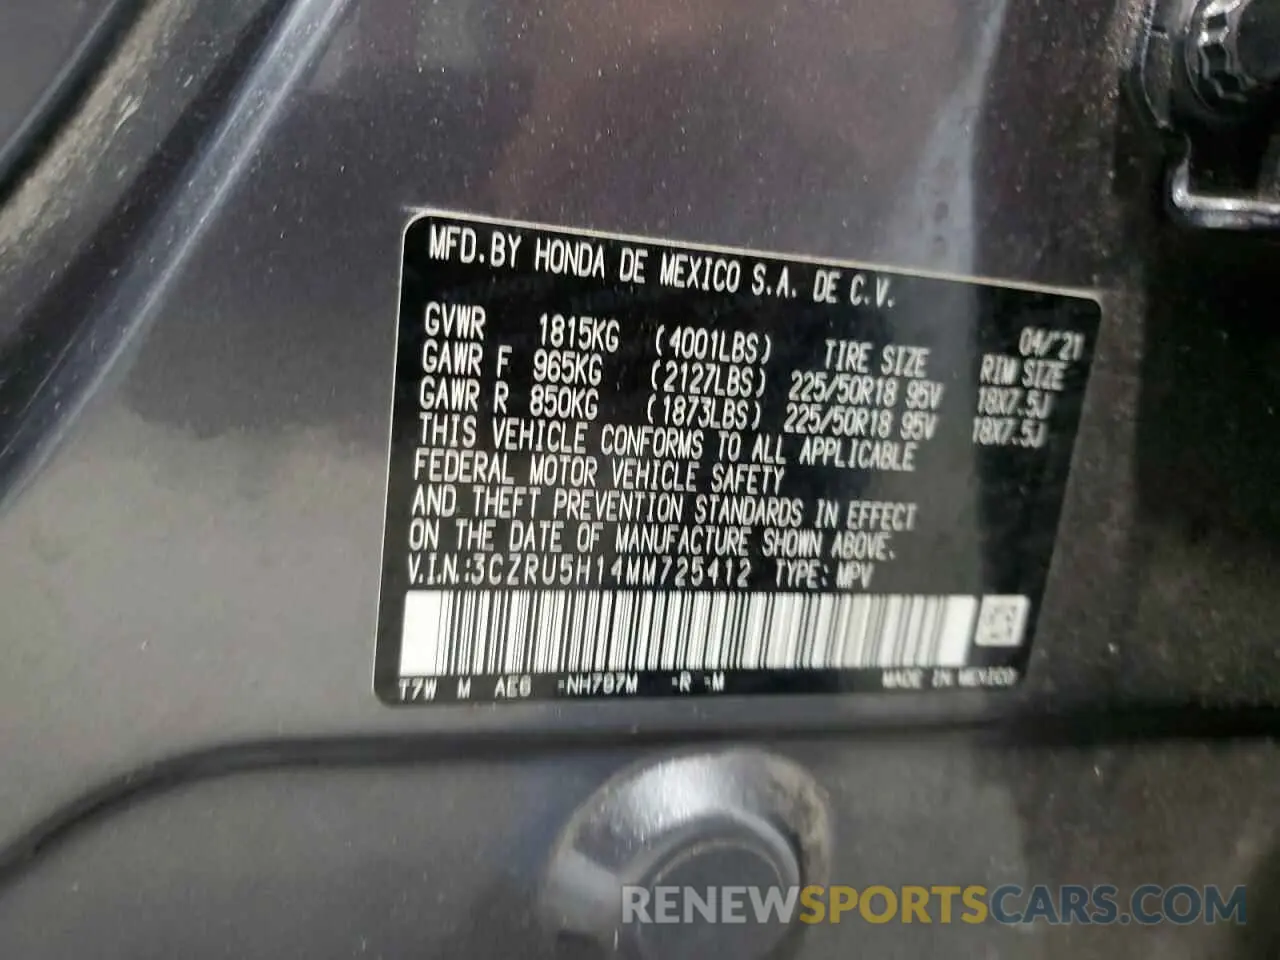 MFD.BY HONDA DE MEXICO S.A. DE C.V.
04/'21
GVWR 1815KG (4001LBS) TIRE SIZE RIM SIZE
GAWR F 965KG (2127LBS) 225/50R18 95V 18X7.5J
GAWR R 850KG (1873LBS) 225/50R18 95V 18X7.5J
THIS VEHICLE CONFORMS TO ALL APPLICABLE
FEDERAL MOTOR VEHICLE SAFETY
AND THEFT PREVENTION STANDARDS IN EFFECT
ON THE DATE OF MANUFACTURE SHOWN ABOVE.
V.I.N.:3CZRU5H14MM725412 TYPE: MPV
T7W M AE6 =NH797M =R =M MADE IN MEXICO
RENEWSPORTSCARS.COM